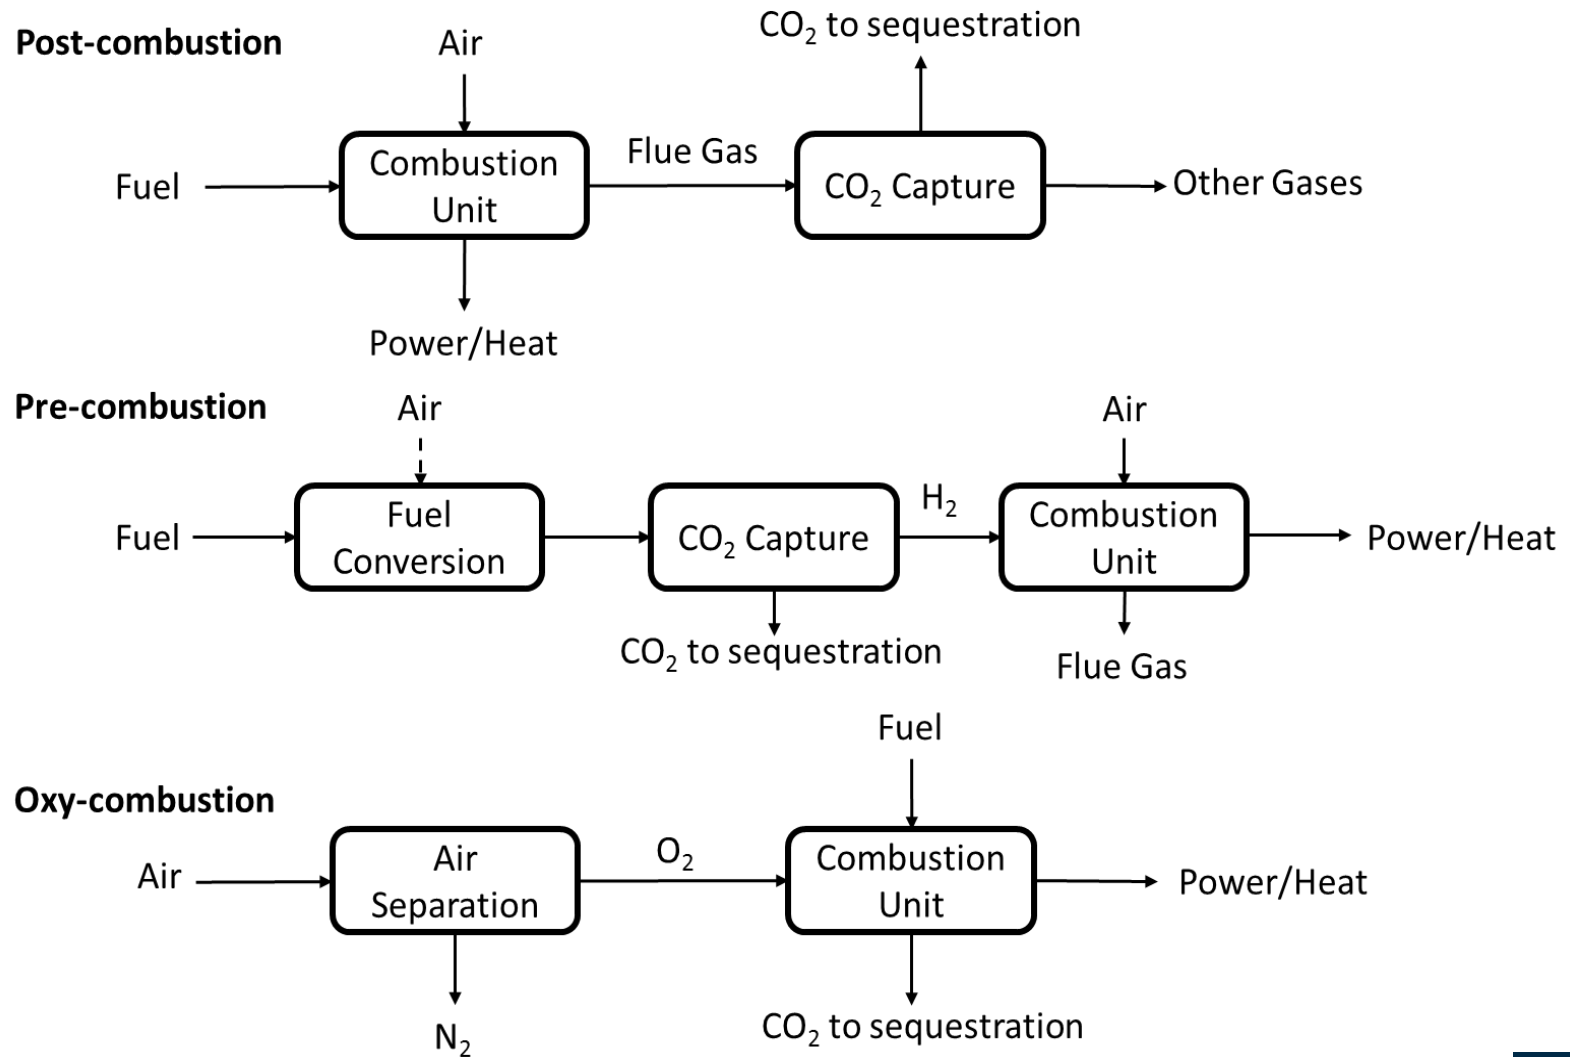 Post-combustion
Air
CO₂ to sequestration
Fuel
Combustion
Unit
Flue Gas
CO₂ Capture
Other Gases
Power/Heat
Pre-combustion
Air
Air
Fuel
Fuel
Conversion
CO₂ Capture
H₂
Combustion
Unit
Power/Heat
CO₂ to sequestration
Flue Gas
Fuel
Oxy-combustion
Air
Air
Separation
O₂
Combustion
Unit
Power/Heat
N₂
CO₂ to sequestration